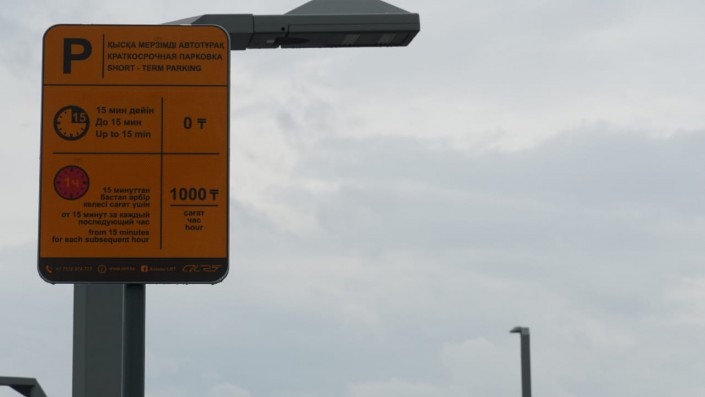 P
ҚЫСҚА МЕРЗІМДІ АВТОТҰРАҚ
КРАТКОСРОЧНАЯ ПАРКОВКА
SHORT - TERM PARKING
15
15 мин дейін
До 15 мин
Up to 15 min
0 ₸
1ч
15 минуттан
бастап әрбір
келесі сағат үшін
от 15 минут за каждый
последующий час
from 15 minutes
for each subsequent hour
1000 ₸
сағат
час
hour